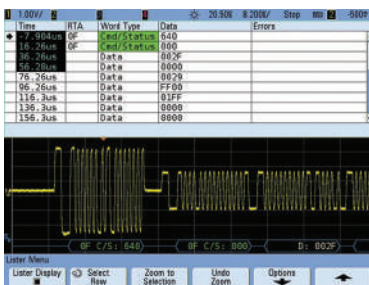 1.00V/ 20.50$ 8.200$/ Stop
Time RTA Word Type Data Errors
-7.904us 0F Cmd/Status 640
16.26us 0F Cmd/Status 000
36.26us Data 002F
56.28us Data 0000
76.26us Data 0029
96.26us Data FF00
116.3us Data 01FF
136.3us Data 0000
156.3us Data 0000
0F C/S: 640 0F C/S: 000 D: 002F
Lister Menu
Lister Display Select Row Zoom to Selection Undo Zoom Options